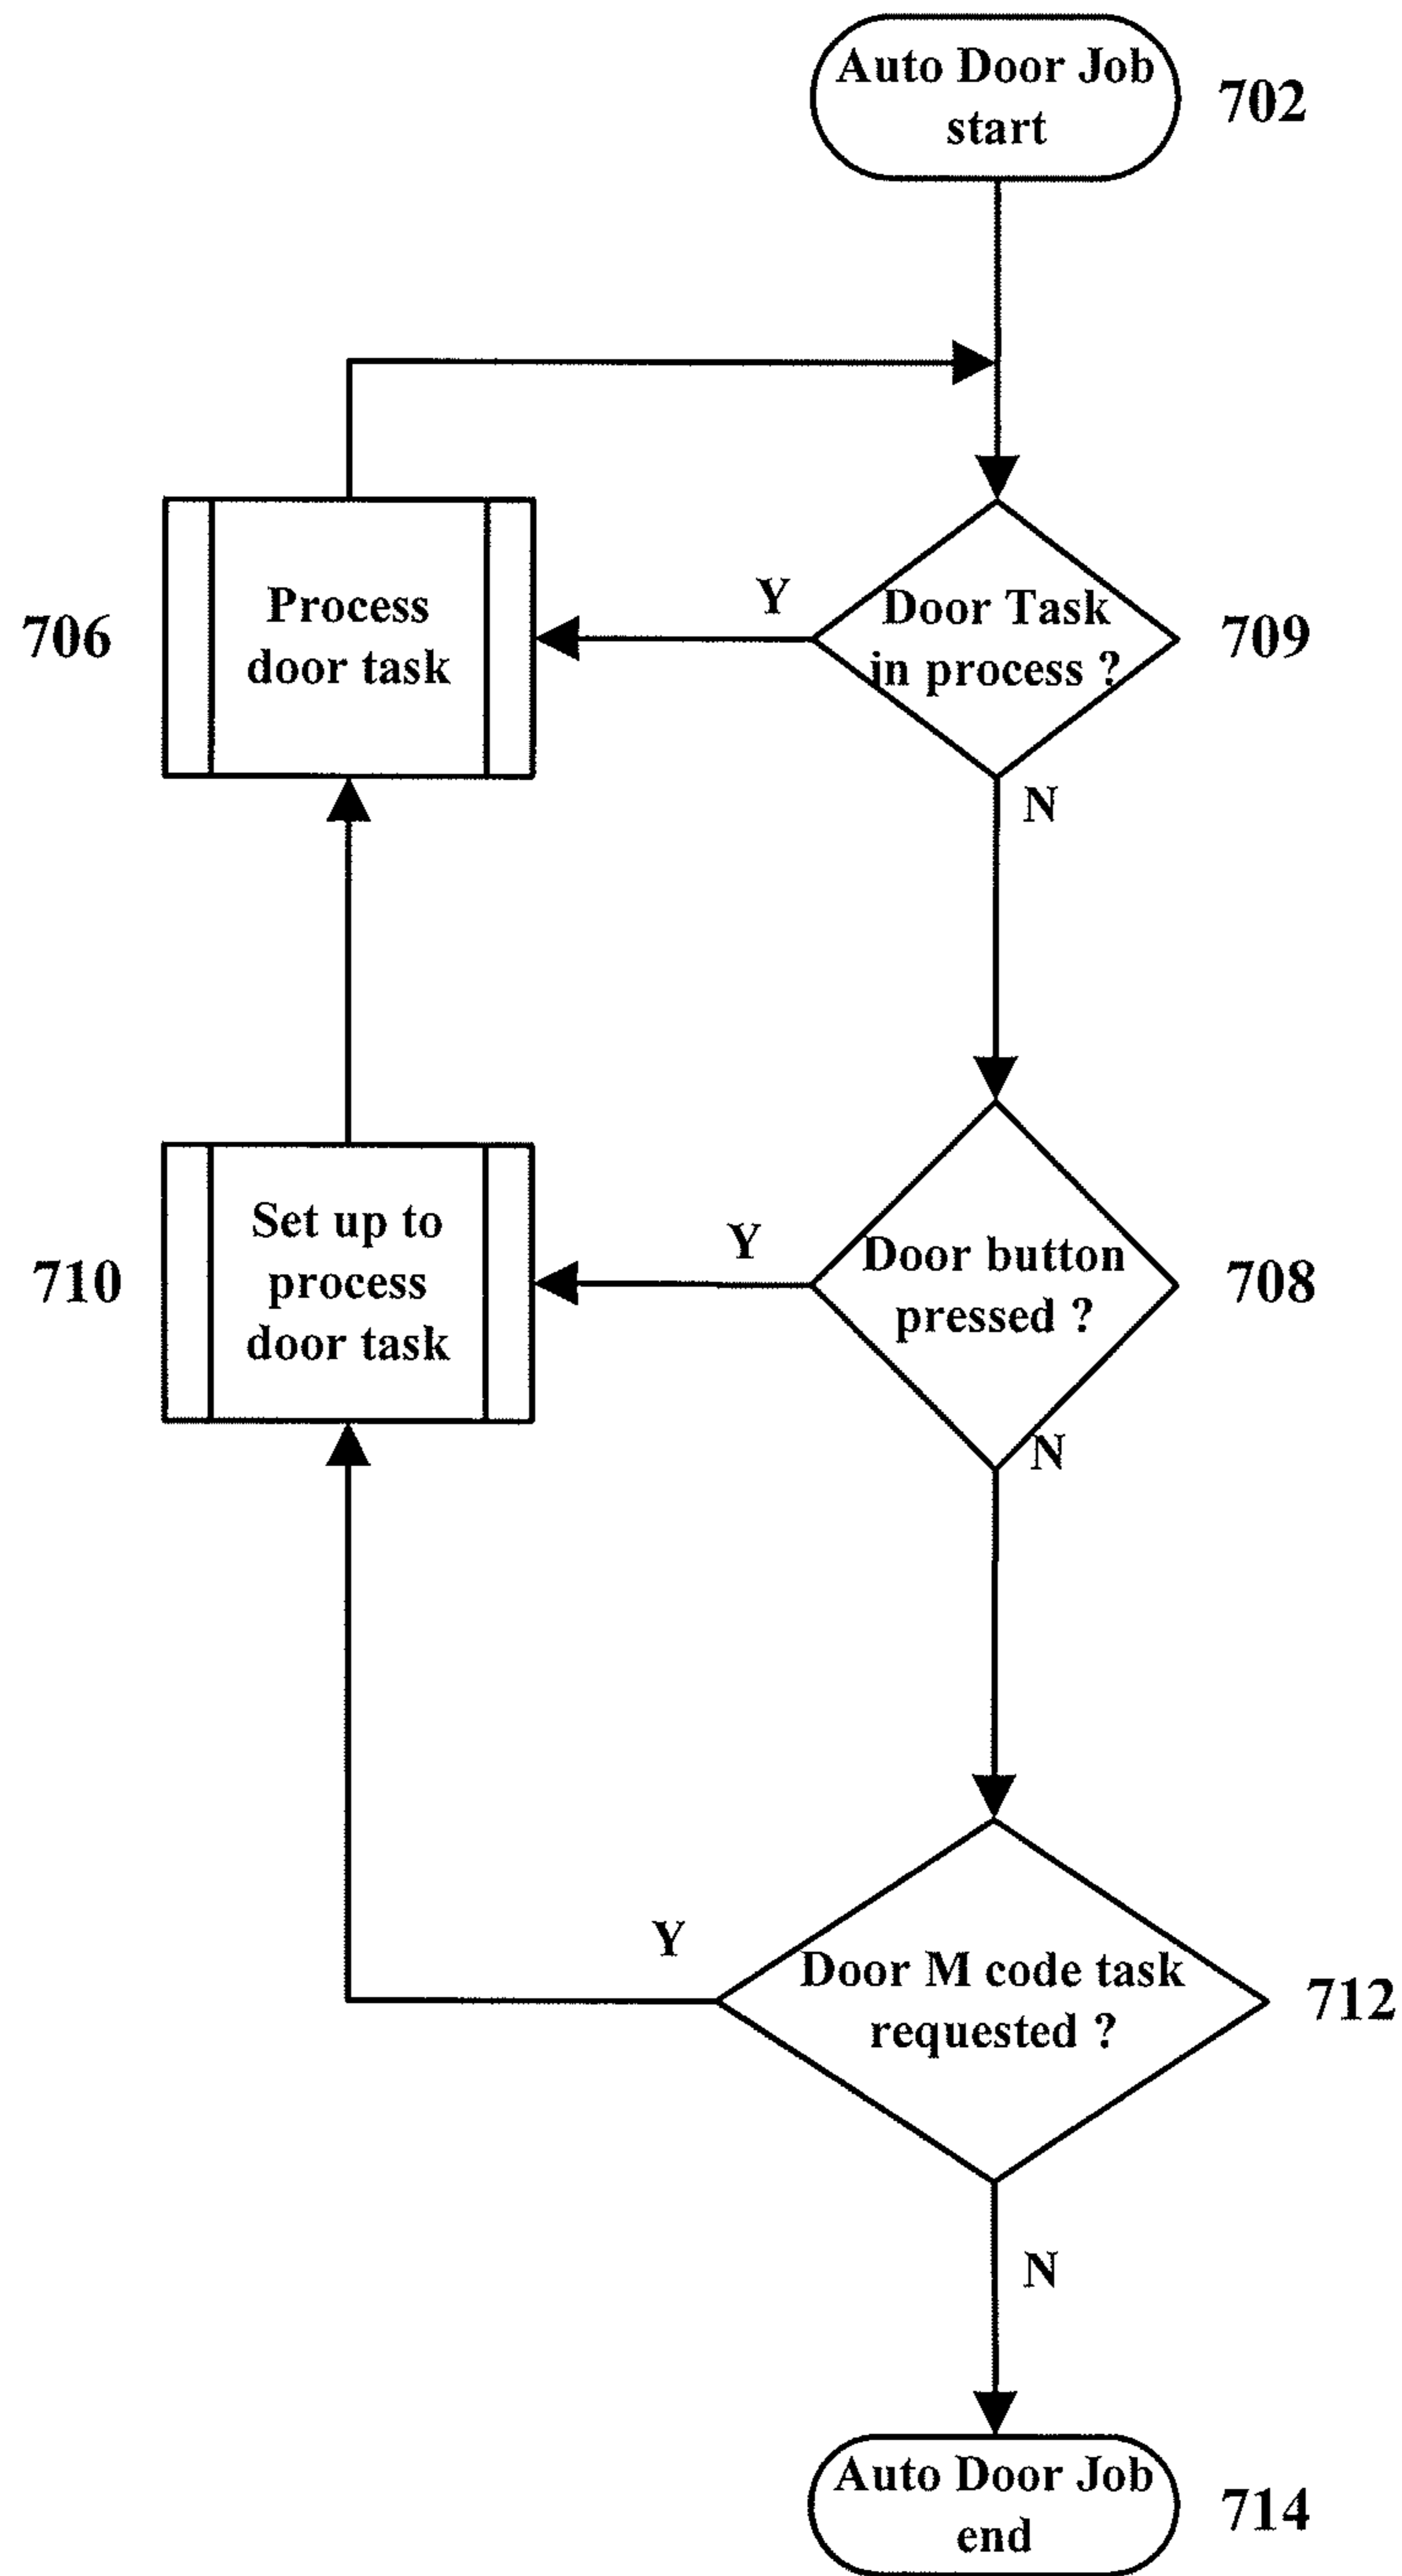 Auto Door Job
start
702
706
Process
door task
Y
Door Task
in process ?
709
N
710
Set up to
process
door task
Y
Door button
pressed ?
708
N
Y
Door M code task
requested ?
712
N
Auto Door Job
end
714